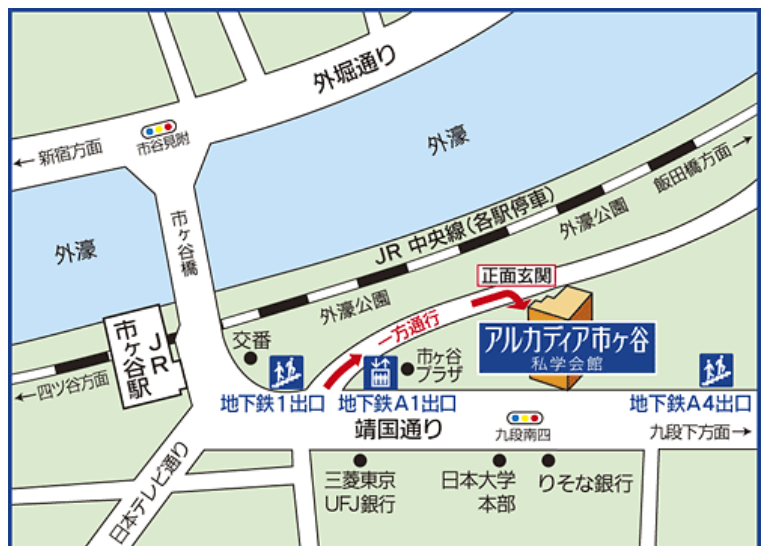 外堀通り
←新宿方面
市谷見附
外濠
飯田橋方面→
市ヶ谷橋
外濠
JR 中央線(各駅停車)
外濠公園
正面玄関
外濠公園
一方通行
JR
市ヶ谷駅
交番
市ヶ谷
プラザ
アルカディア市ヶ谷
私学会館
←四ツ谷方面
地下鉄1出口
地下鉄A1出口
地下鉄A4出口
靖国通り
九段南四
九段下方面→
日本テレビ通り
三菱東京
UFJ銀行
日本大学
本部
りそな銀行